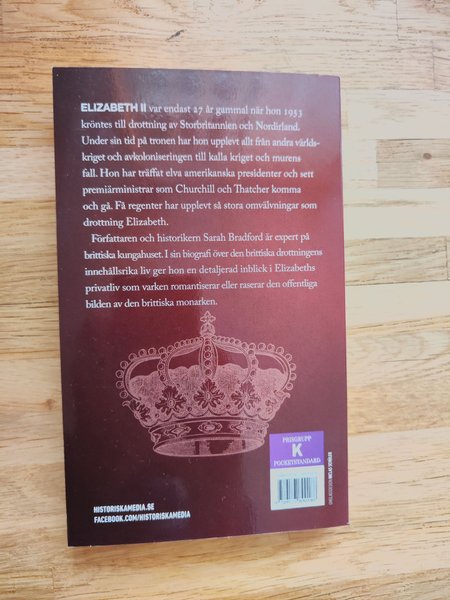 ELIZABETH II var endast 27 år gammal när hon 1953
kröntes till drottning av Storbritannien och Nordirland.
Under sin tid på tronen har hon upplevt allt från andra världs-
kriget och avkoloniseringen till kalla kriget och murens
fall. Hon har träffat elva amerikanska presidenter och sett
premiärministrar som Churchill och Thatcher komma
och gå. Få regenter har upplevt så stora omvälvningar som
drottning Elizabeth.
Författaren och historikern Sarah Bradford är expert på
brittiska kungahuset. I sin biografi över den brittiska drottningens
innehållsrika liv ger hon en detaljerad inblick i Elizabeths
privatliv som varken romantiserar eller raserar den offentliga
bilden av den brittiska monarken.
PRISGRUPP
K
POCKETSTANDARD
HISTORISKAMEDIA.SE
FACEBOOK.COM/HISTORISKAMEDIA